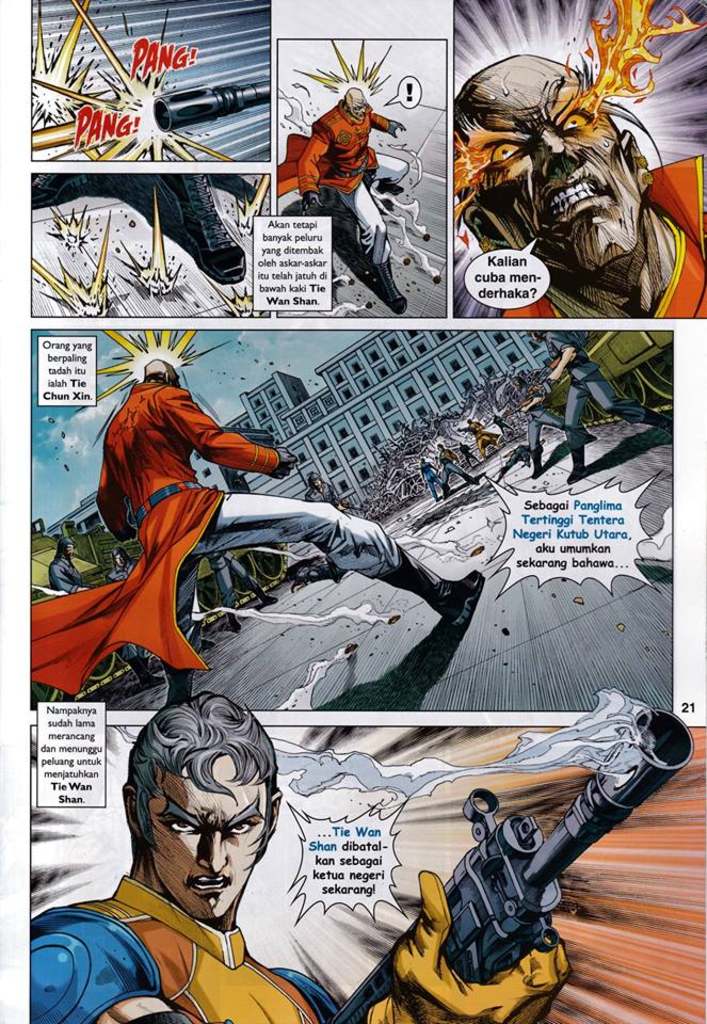 PANG!
PANG!
!
Akan tetapi
banyak peluru
yang ditembak
oleh askar-askar
itu telah jatuh di
bawah kaki Tie
Wan Shan.
Kalian
cuba men-
derhaka?
Orang yang
berpaling
tadah itu
ialah Tie
Chun Xin.
Sebagai Panglima
Tertinggi Tentera
Negeri Kutub Utara,
aku umumkan
sekarang bahawa...
21
Nampaknya
sudah lama
merancang
dan menunggu
peluang untuk
menjatuhkan
Tie Wan
Shan.
...Tie Wan
Shan dibatal-
kan sebagai
ketua negeri
sekarang!